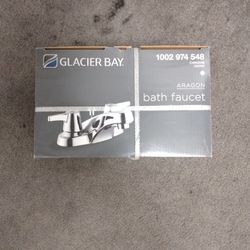 GLACIER BAY
1002 974 548
ARAGON
bath faucet